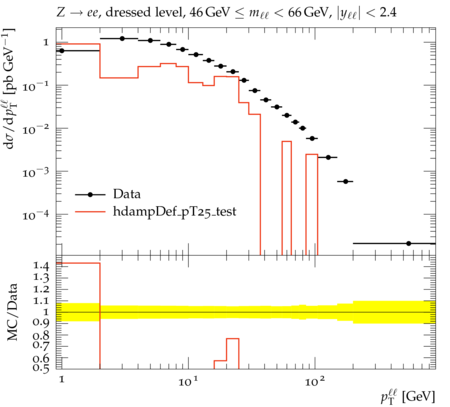 Z → ee, dressed level, 46 GeV ≤ mℓℓ < 66 GeV, |yℓℓ| < 2.4
dσ/dpTℓℓ [pb GeV⁻¹]
1
10⁻¹
10⁻²
10⁻³
10⁻⁴
Data
hdampDef_pT25_test
MC/Data
1.4
1.3
1.2
1.1
1
0.9
0.8
0.7
0.6
0.5
1 10¹ 10²
pTℓℓ [GeV]